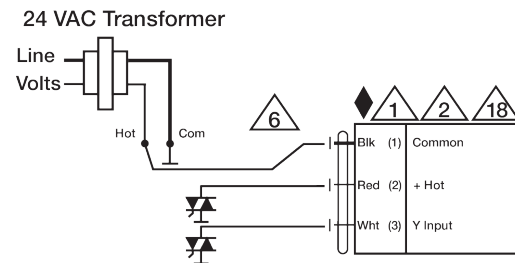 24 VAC Transformer
Line
Volts
Hot
Com
6
1
2
18
Blk (1) Common
Red (2) + Hot
Wht (3) Y Input